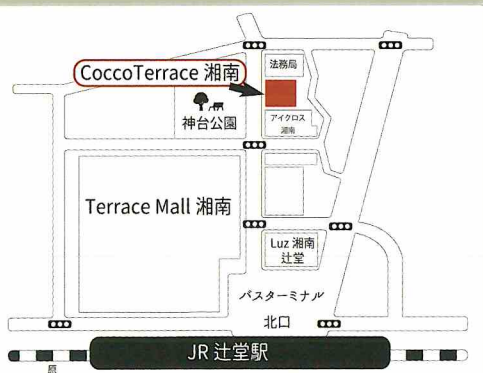 法務局
CoccoTerrace 湘南
アイクロス
湘南
神台公園
Terrace Mall 湘南
Luz 湘南
辻堂
バスターミナル
北口
JR 辻堂駅
原